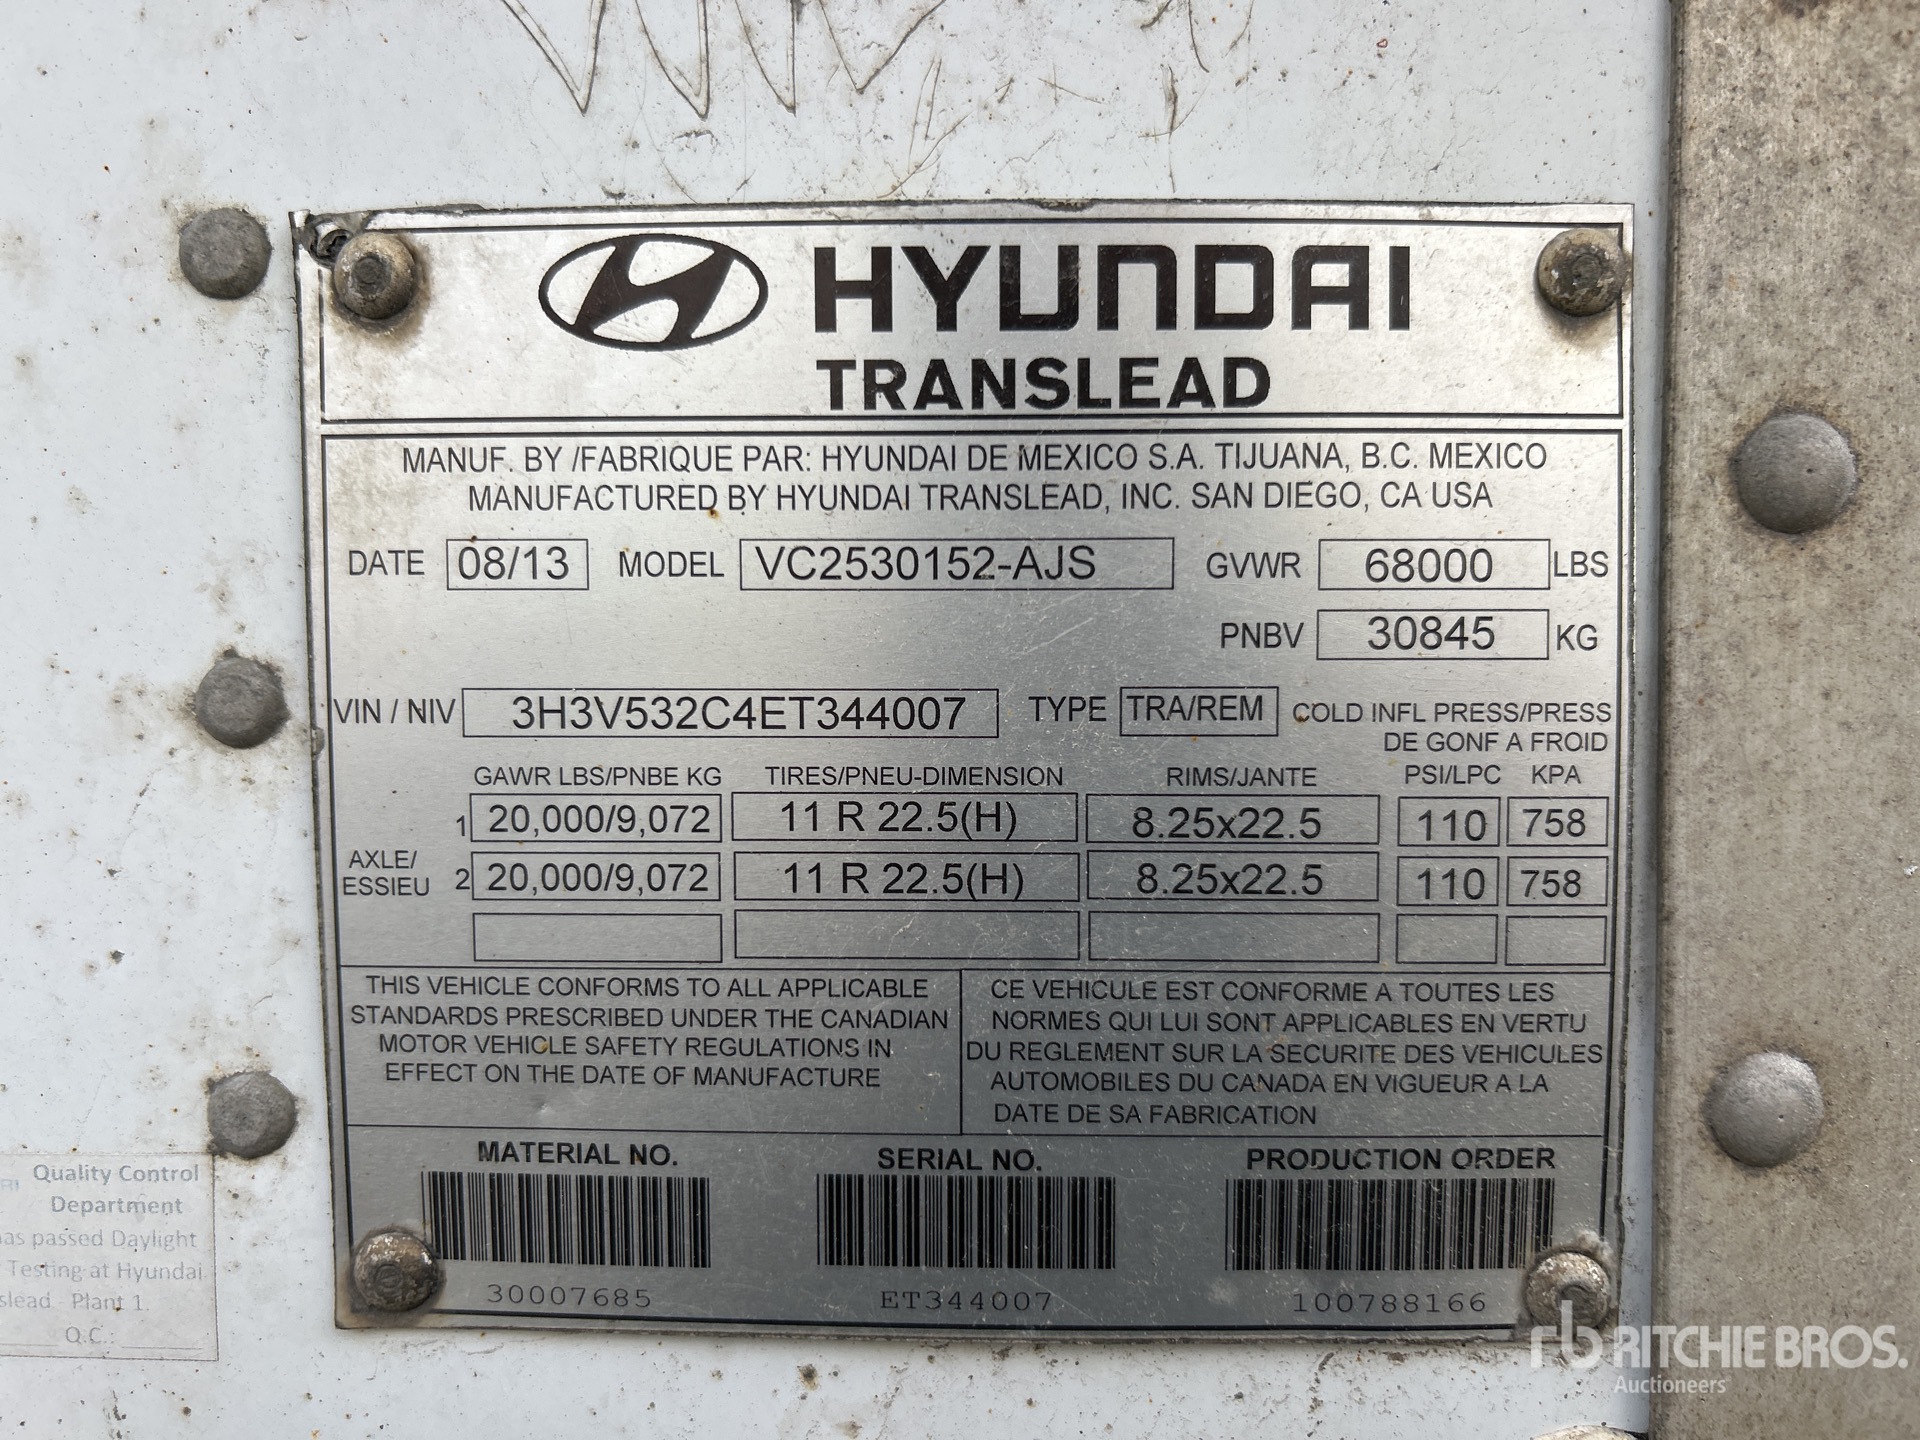 HYUNDAI
TRANSLEAD
MANUF. BY /FABRIQUE PAR: HYUNDAI DE MEXICO S.A. TIJUANA, B.C. MEXICO
MANUFACTURED BY HYUNDAI TRANSLEAD, INC. SAN DIEGO, CA USA
DATE 08/13 MODEL VC2530152-AJS GVWR 68000 LBS
PNBV 30845 KG
VIN / NIV 3H3V532C4ET344007 TYPE TRA/REM COLD INFL PRESS/PRESS
DE GONF A FROID
GAWR LBS/PNBE KG TIRES/PNEU-DIMENSION RIMS/JANTE PSI/LPC KPA
1 20,000/9,072 11 R 22.5(H) 8.25x22.5 110 758
AXLE/
ESSIEU 2 20,000/9,072 11 R 22.5(H) 8.25x22.5 110 758
THIS VEHICLE CONFORMS TO ALL APPLICABLE
STANDARDS PRESCRIBED UNDER THE CANADIAN
MOTOR VEHICLE SAFETY REGULATIONS IN
EFFECT ON THE DATE OF MANUFACTURE
CE VEHICULE EST CONFORME A TOUTES LES
NORMES QUI LUI SONT APPLICABLES EN VERTU
DU REGLEMENT SUR LA SECURITE DES VEHICULES
AUTOMOBILES DU CANADA EN VIGUEUR A LA
DATE DE SA FABRICATION
MATERIAL NO. SERIAL NO. PRODUCTION ORDER
30007685 ET344007 100788166
Quality Control
Department
as passed Daylight
Testing at Hyundai
slead - Plant 1.
Q.C.:
rb RITCHIE BROS.
Auctioneers